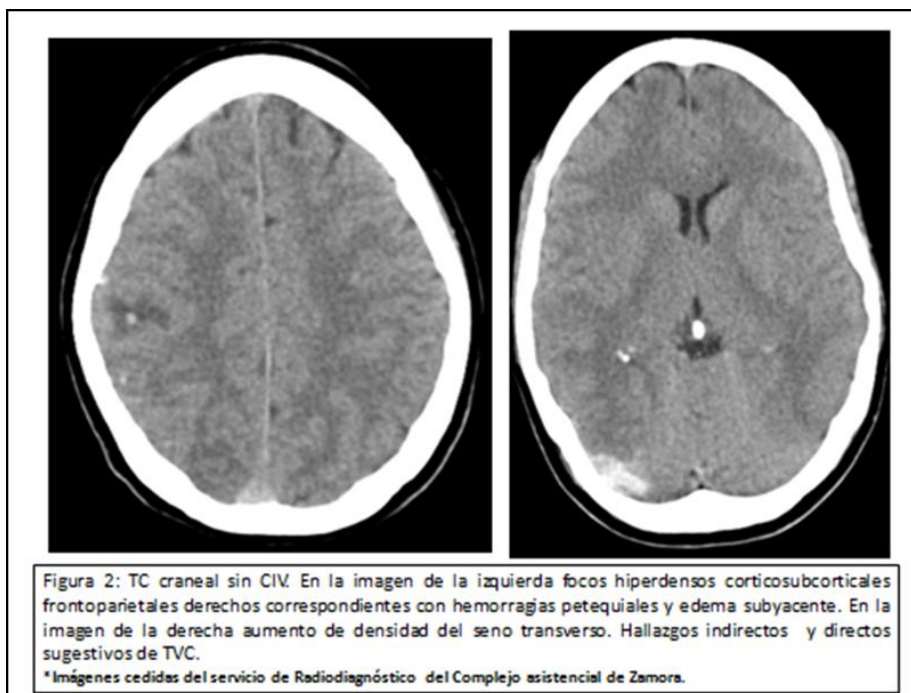 Figura 2: TC craneal sin CIV. En la imagen de la izquierda focos hiperdensos corticosubcorticales
frontoparietales derechos correspondientes con hemorragias petequiales y edema subyacente. En la
imagen de la derecha aumento de densidad del seno transverso. Hallazgos indirectos y directos
sugestivos de TVC.
*Imágenes cedidas del servicio de Radiodiagnóstico del Complejo asistencial de Zamora.